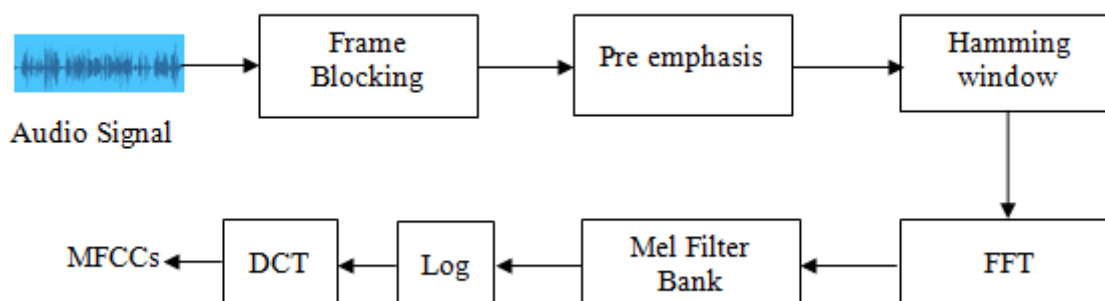 Audio Signal
Frame
Blocking
Pre emphasis
Hamming
window
FFT
Mel Filter
Bank
Log
DCT
MFCCs